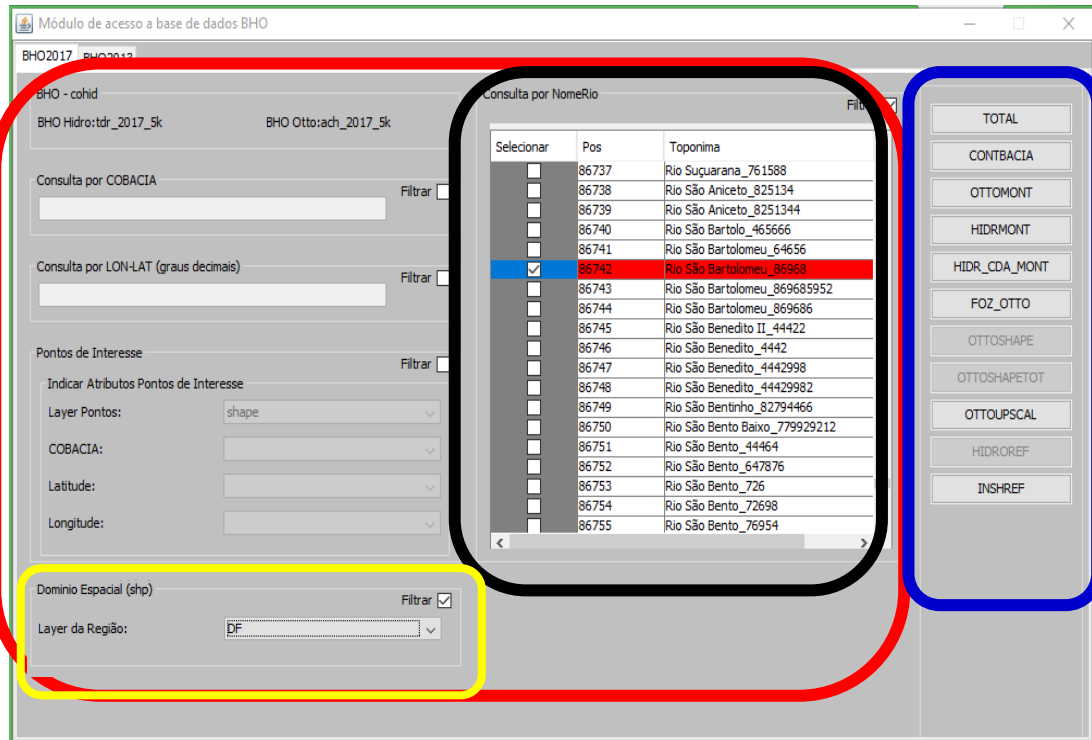 Módulo de acesso a base de dados BHO
BHO2017 BHO2013
BHO - cohid
BHO Hidro:tdr_2017_5k BHO Otto:ach_2017_5k
Consulta por COBACIA
Filtrar
Consulta por LON-LAT (graus decimais)
Filtrar
Pontos de Interesse
Filtrar
Indicar Atributos Pontos de Interesse
Layer Pontos: shape
COBACIA:
Latitude:
Longitude:
Dominio Espacial (shp)
Filtrar
Layer da Região: DF
Consulta por NomeRio
Selecionar Pos Toponima
86737 Rio Suçuarana_761588
86738 Rio São Aniceto_825134
86739 Rio São Aniceto_8251344
86740 Rio São Bartolo_465666
86741 Rio São Bartolomeu_64656
86742 Rio São Bartolomeu_86968
86743 Rio São Bartolomeu_869685952
86744 Rio São Bartolomeu_869686
86745 Rio São Benedito II_44422
86746 Rio São Benedito_4442
86747 Rio São Benedito_4442998
86748 Rio São Benedito_44429982
86749 Rio São Bentinho_82794466
86750 Rio São Bento Baixo_779929212
86751 Rio São Bento_44464
86752 Rio São Bento_647876
86753 Rio São Bento_726
86754 Rio São Bento_72698
86755 Rio São Bento_76954
TOTAL
CONTBACIA
OTTOMONT
HIDRMONT
HIDR_CDA_MONT
FOZ_OTTO
OTTOSHAPE
OTTOSHAPETOT
OTTOUPSCAL
HIDROREF
INSHREF